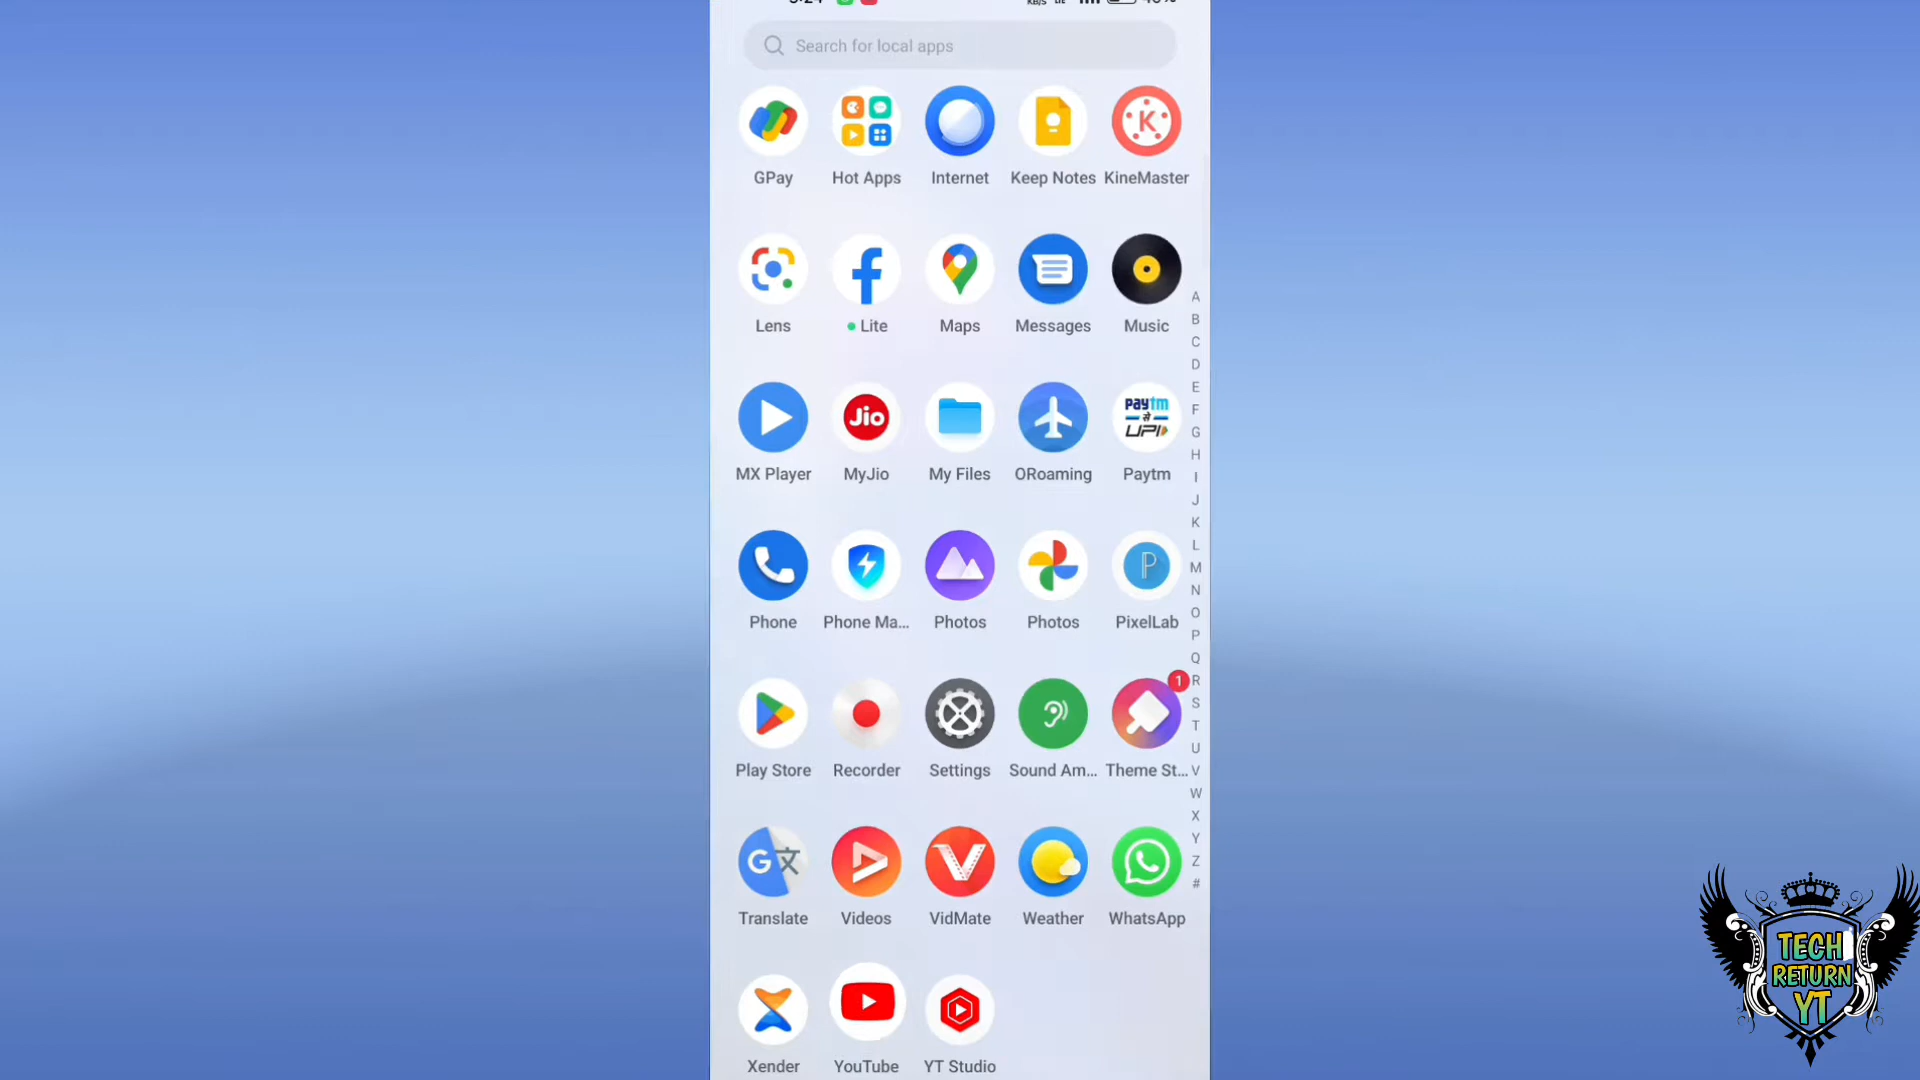 Search for local apps
GPay
Hot Apps
Internet
Keep Notes
KineMaster
Lens
Lite
Maps
Messages
Music
MX Player
Jio
MyJio
My Files
ORoaming
paytm
से
UPI
Paytm
Phone
Phone Ma...
Photos
Photos
P
PixelLab
Play Store
Recorder
Settings
Sound Am...
1
Theme St...
G文
Translate
Videos
VidMate
Weather
WhatsApp
Xender
YouTube
YT Studio
K
A
B
C
D
E
F
G
H
I
J
K
L
M
N
O
P
Q
R
S
T
U
V
W
X
Y
Z
#
TECH
RETURN
YT